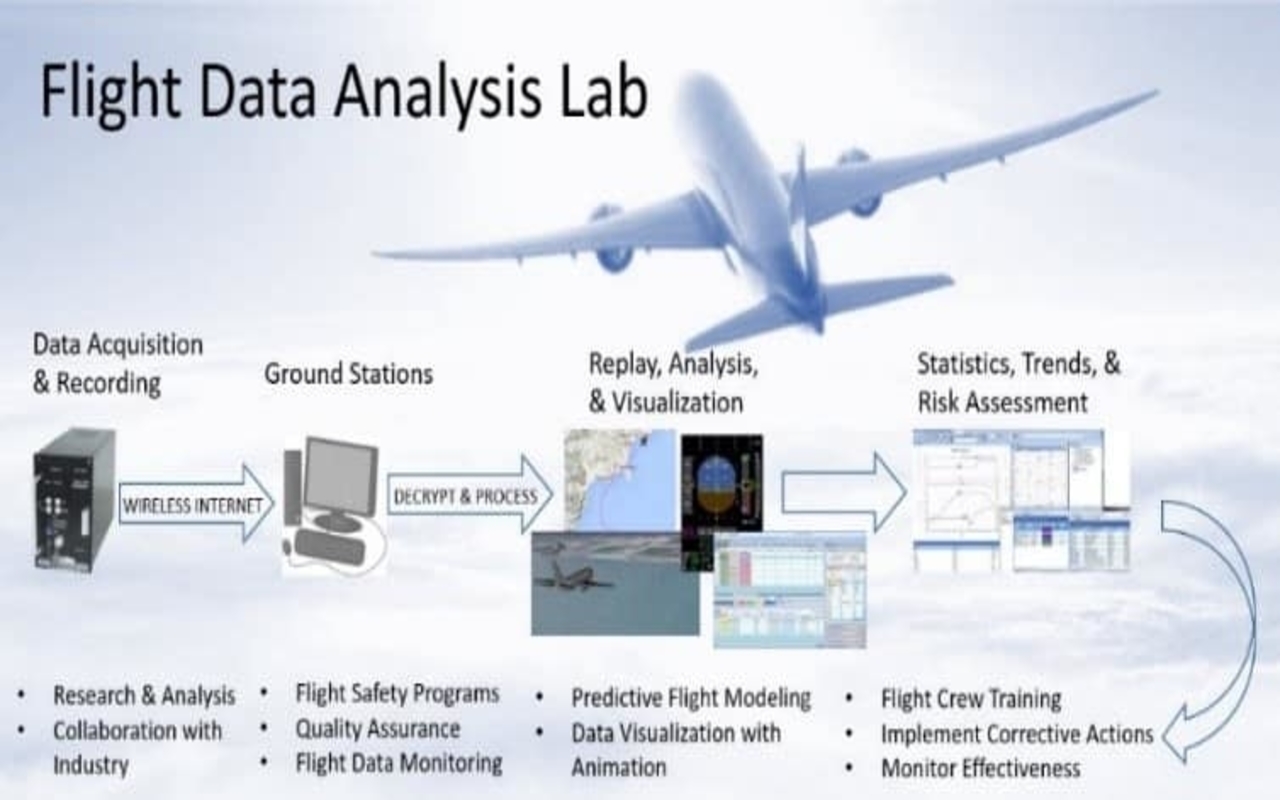 Flight Data Analysis Lab
Data Acquisition
& Recording
Ground Stations
Replay, Analysis,
& Visualization
Statistics, Trends, &
Risk Assessment
WIRELESS INTERNET
DECRYPT & PROCESS
• Research & Analysis
• Collaboration with
Industry
• Flight Safety Programs
• Quality Assurance
• Flight Data Monitoring
• Predictive Flight Modeling
• Data Visualization with
Animation
• Flight Crew Training
• Implement Corrective Actions
• Monitor Effectiveness